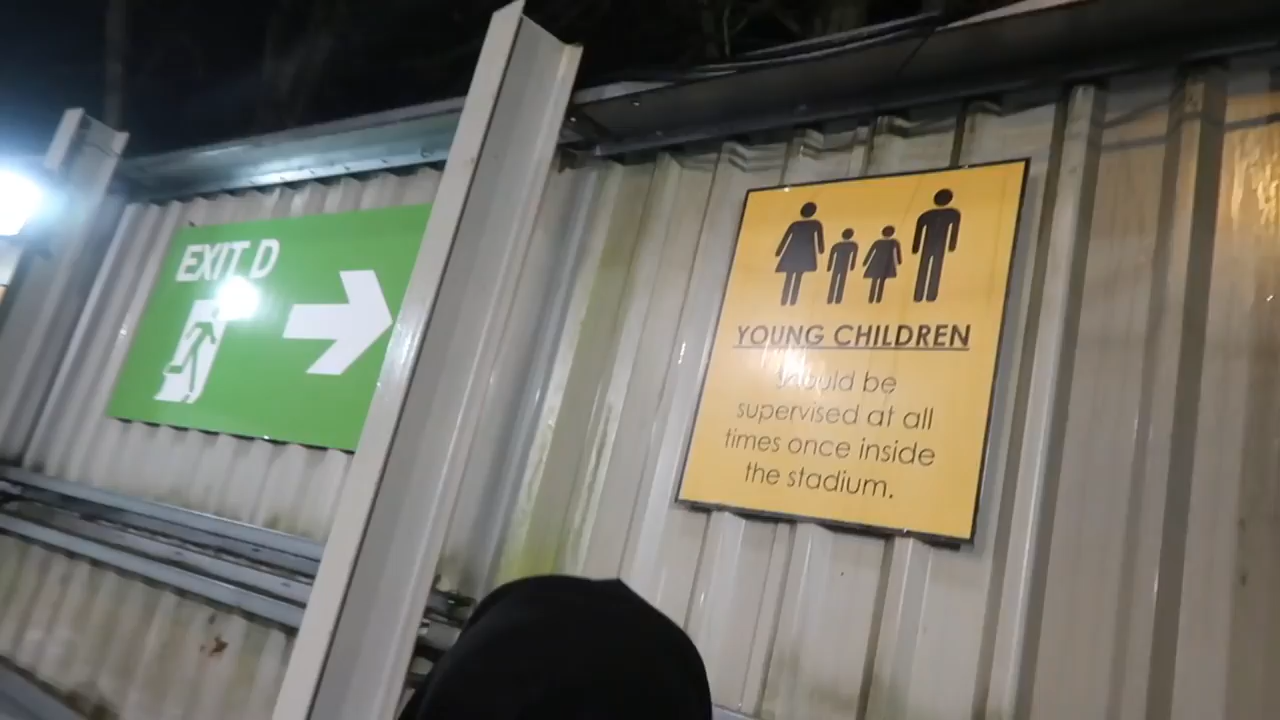 EXIT D
YOUNG CHILDREN
should be
supervised at all
times once inside
the stadium.